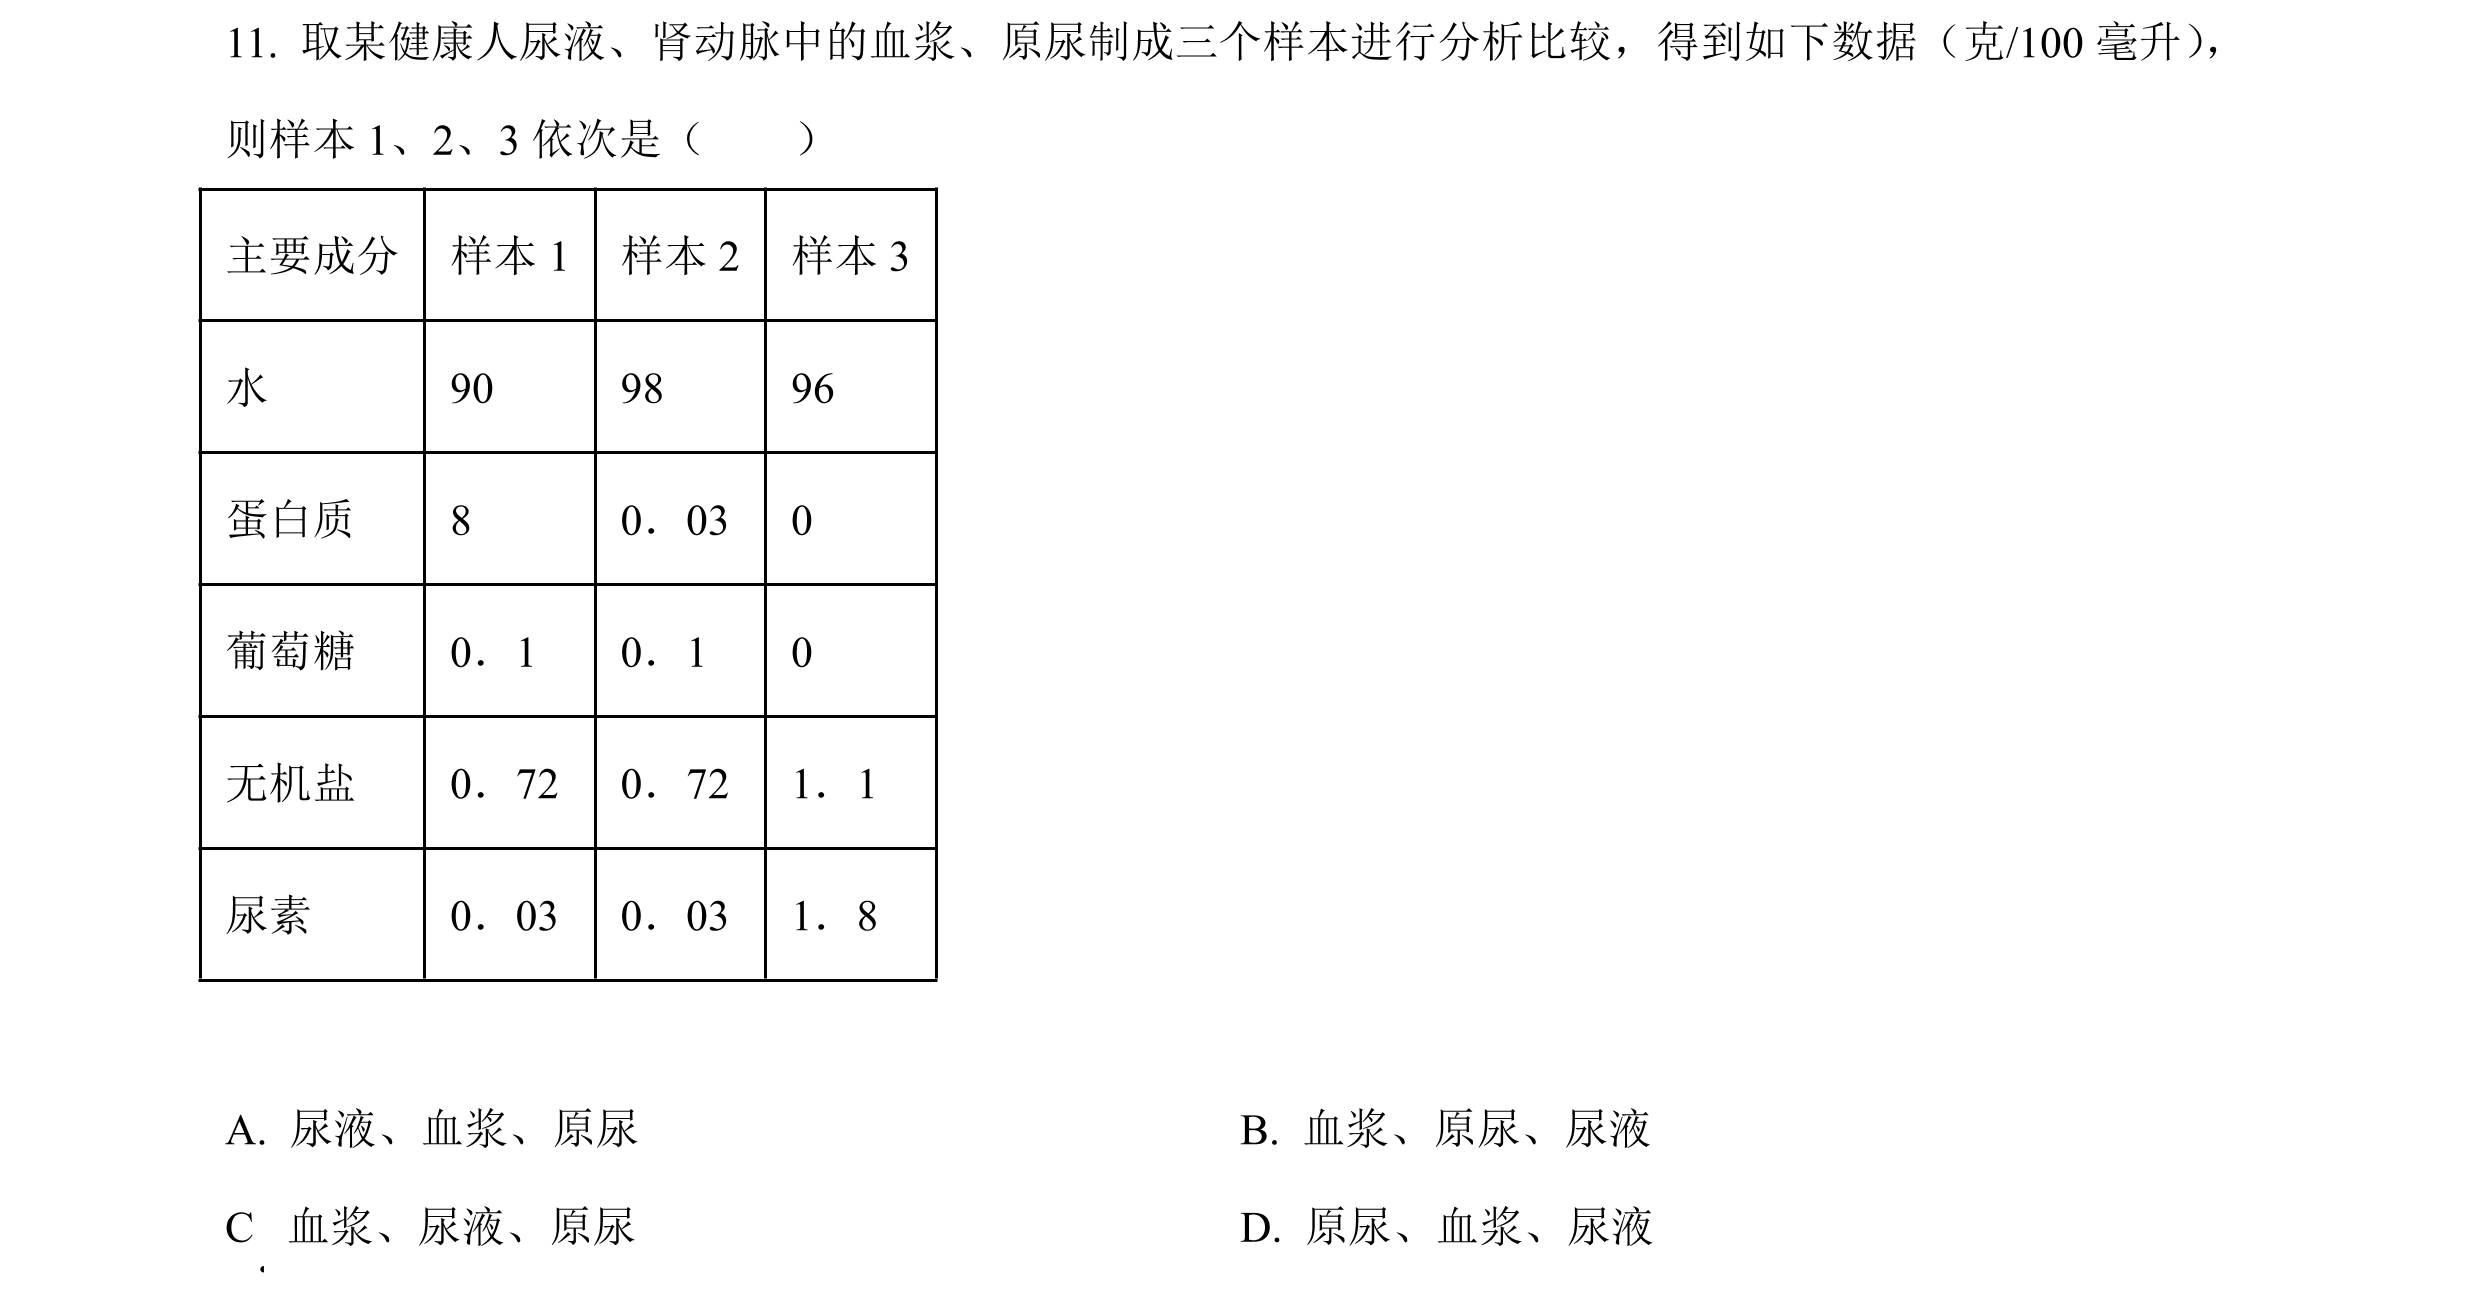 11. 取某健康人尿液、肾动脉中的血浆、原尿制成三个样本进行分析比较，得到如下数据（克/100 毫升），
则样本 1、2、3 依次是（　　）
主要成分 样本 1 样本 2 样本 3
水 90 98 96
蛋白质 8 0．03 0
葡萄糖 0．1 0．1 0
无机盐 0．72 0．72 1．1
尿素 0．03 0．03 1．8
A. 尿液、血浆、原尿 B. 血浆、原尿、尿液
C. 血浆、尿液、原尿 D. 原尿、血浆、尿液